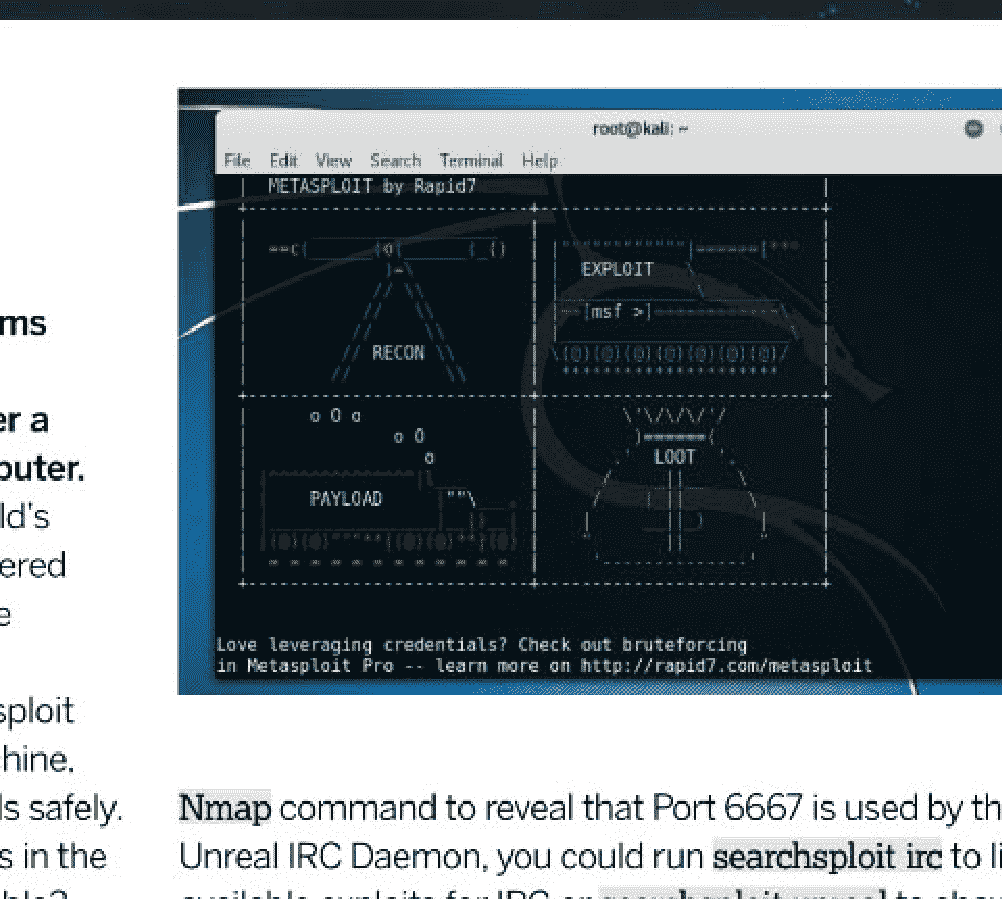 ms
er a
puter.
ld's
ered
e
sploit
hine.
ls safely.
s in the
root@kali: ~
File Edit View Search Terminal Help
METASPLOIT by Rapid7
RECON
EXPLOIT
[msf >]
o O o
o O
o
PAYLOAD
LOOT
Love leveraging credentials? Check out bruteforcing
in Metasploit Pro -- learn more on http://rapid7.com/metasploit
Nmap command to reveal that Port 6667 is used by th
Unreal IRC Daemon, you could run searchsploit irc to li